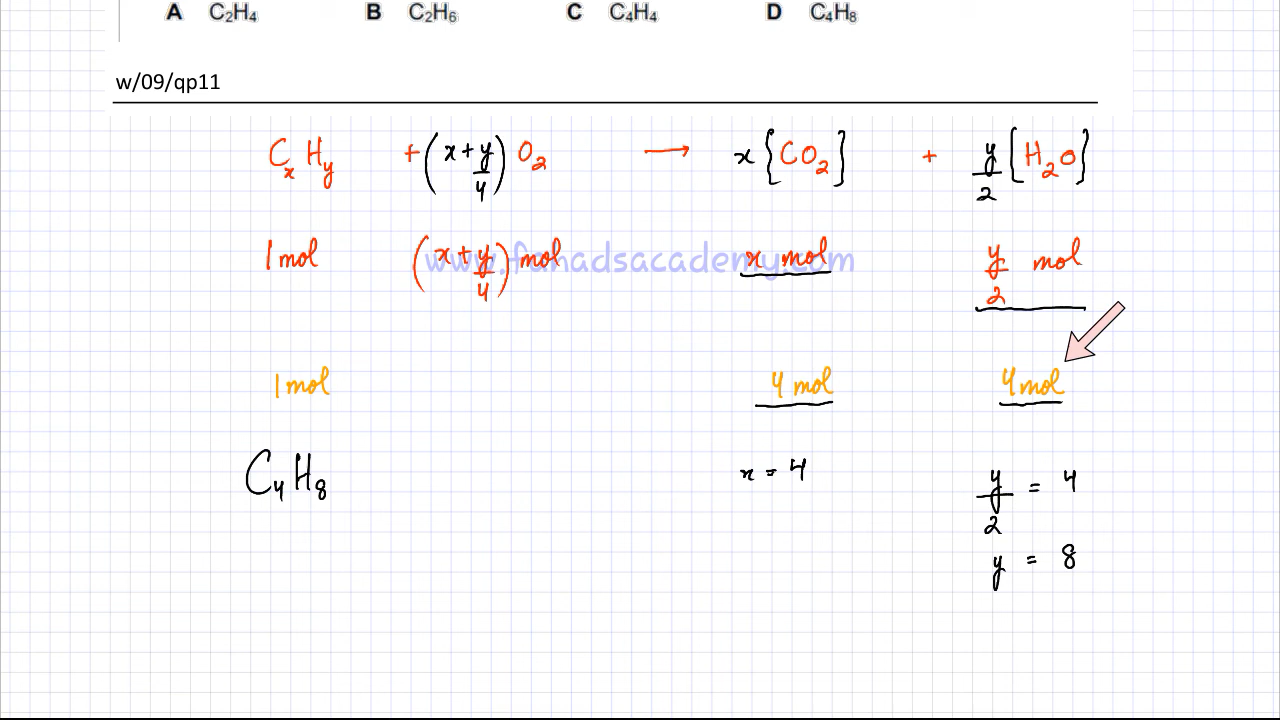 A C₂H₄ B C₂H₆ C C₄H₄ D C₄H₈
w/09/qp11
CₓHy + (x + y/4) O₂ → x[CO₂] + y/2 [H₂O]
1 mol (x + y/4) mol x mol y/2 mol
www.fahadsacademy.com
1 mol 4 mol 4 mol
C₄H₈ x = 4 y/2 = 4
y = 8